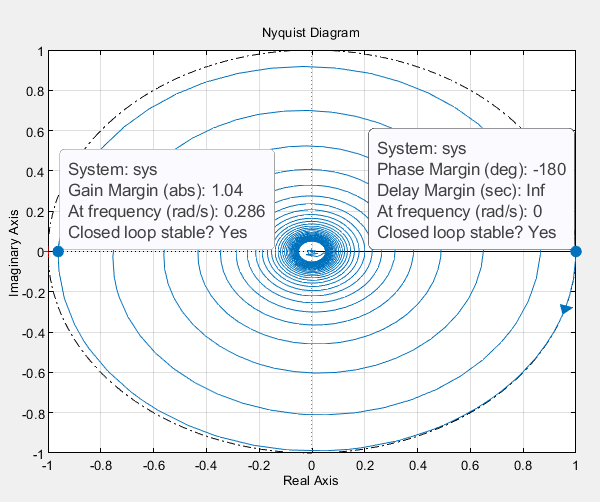 Nyquist Diagram
Imaginary Axis
1
0.8
0.6
0.4
0.2
0
-0.2
-0.4
-0.6
-0.8
-1
System: sys
Gain Margin (abs): 1.04
At frequency (rad/s): 0.286
Closed loop stable? Yes
System: sys
Phase Margin (deg): -180
Delay Margin (sec): Inf
At frequency (rad/s): 0
Closed loop stable? Yes
-1 -0.8 -0.6 -0.4 -0.2 0 0.2 0.4 0.6 0.8 1
Real Axis